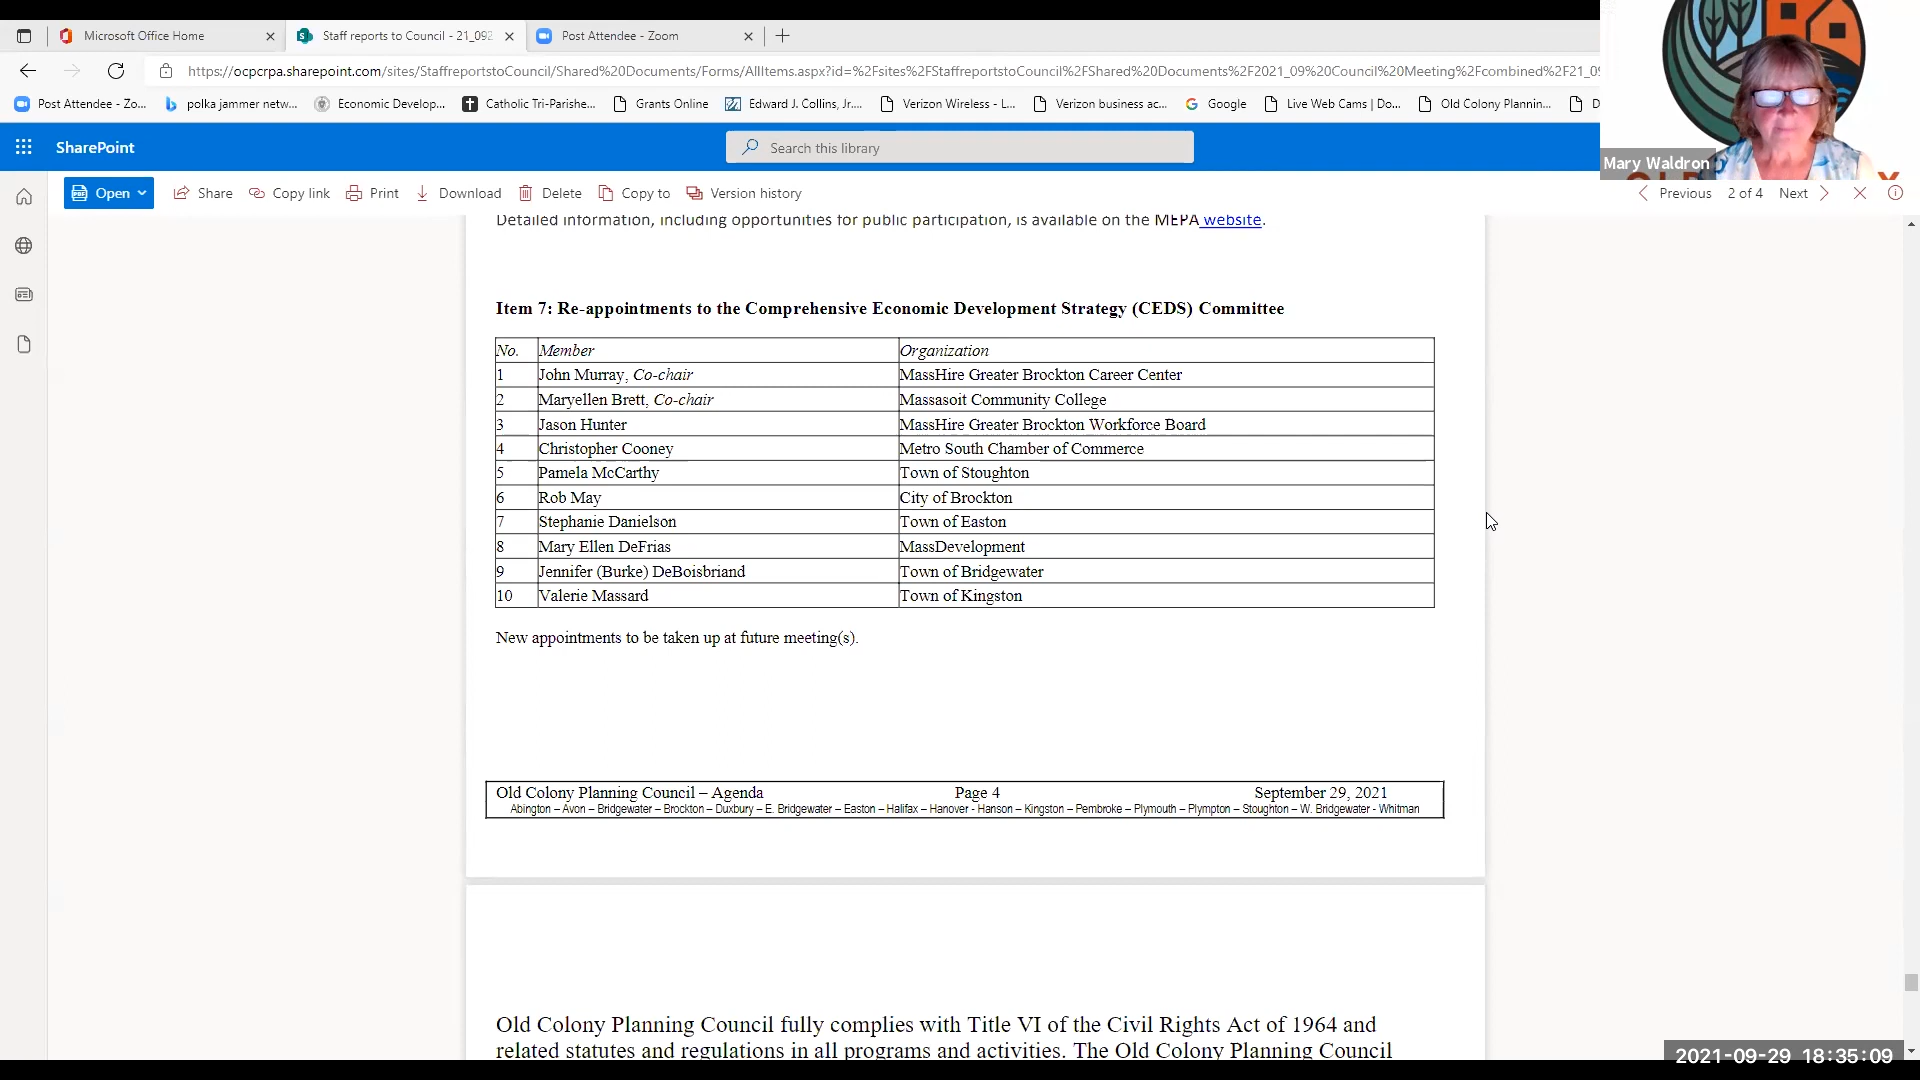 Microsoft Office Home
Staff reports to Council - 21_092
Post Attendee - Zoom
https://ocpcrpa.sharepoint.com/sites/StaffreportstoCouncil/Shared%20Documents/Forms/AllItems.aspx?id=%2Fsites%2FStaffreportstoCouncil%2FShared%20Documents%2F2021_09%20Council%20Meeting%2Fcombined%2F21_09
Post Attendee - Zo...
polka jammer netw...
Economic Develop...
Catholic Tri-Parishe...
Grants Online
Edward J. Collins, Jr....
Verizon Wireless - L...
Verizon business ac...
Google
Live Web Cams | Do...
Old Colony Plannin...
D
SharePoint
Search this library
Mary Waldron
Open
Share
Copy link
Print
Download
Delete
Copy to
Version history
Previous
2 of 4
Next
Detailed information, including opportunities for public participation, is available on the MEPA website.
Item 7: Re-appointments to the Comprehensive Economic Development Strategy (CEDS) Committee
No. Member Organization
1 John Murray, Co-chair MassHire Greater Brockton Career Center
2 Maryellen Brett, Co-chair Massasoit Community College
3 Jason Hunter MassHire Greater Brockton Workforce Board
4 Christopher Cooney Metro South Chamber of Commerce
5 Pamela McCarthy Town of Stoughton
6 Rob May City of Brockton
7 Stephanie Danielson Town of Easton
8 Mary Ellen DeFrias MassDevelopment
9 Jennifer (Burke) DeBoisbriand Town of Bridgewater
10 Valerie Massard Town of Kingston
New appointments to be taken up at future meeting(s).
Old Colony Planning Council – Agenda Page 4 September 29, 2021
Abington – Avon – Bridgewater – Brockton – Duxbury – E. Bridgewater – Easton – Halifax – Hanover - Hanson – Kingston – Pembroke – Plymouth – Plympton – Stoughton – W. Bridgewater - Whitman
Old Colony Planning Council fully complies with Title VI of the Civil Rights Act of 1964 and
related statutes and regulations in all programs and activities. The Old Colony Planning Council
2021-09-29 18:35:09